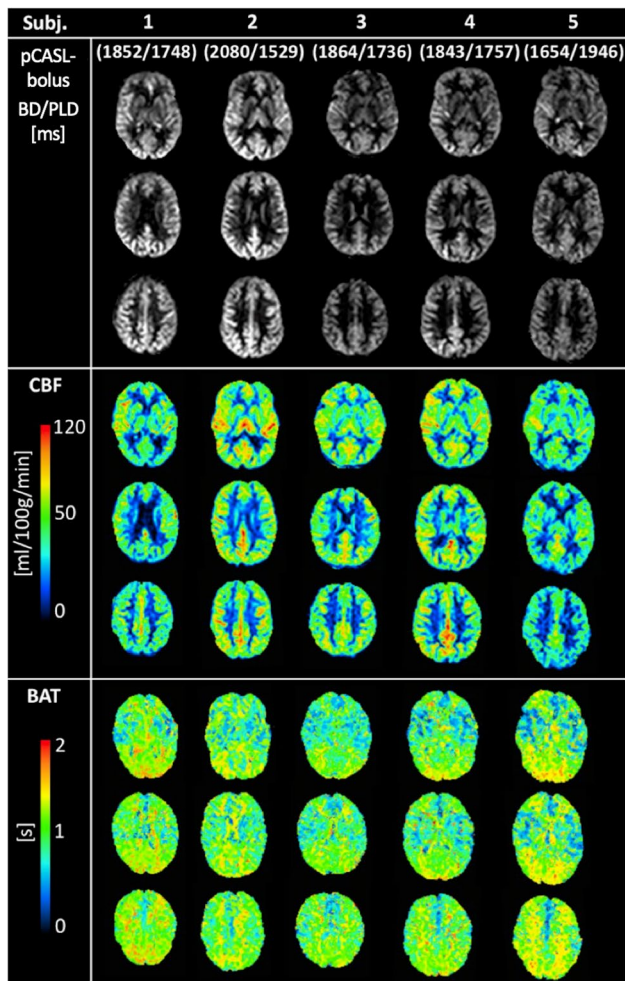 Subj. 1 2 3 4 5
pCASL-
bolus
BD/PLD
[ms]
(1852/1748) (2080/1529) (1864/1736) (1843/1757) (1654/1946)
CBF
120
50
30
0
[ml/100g/min]
BAT
2
1
0
[s]